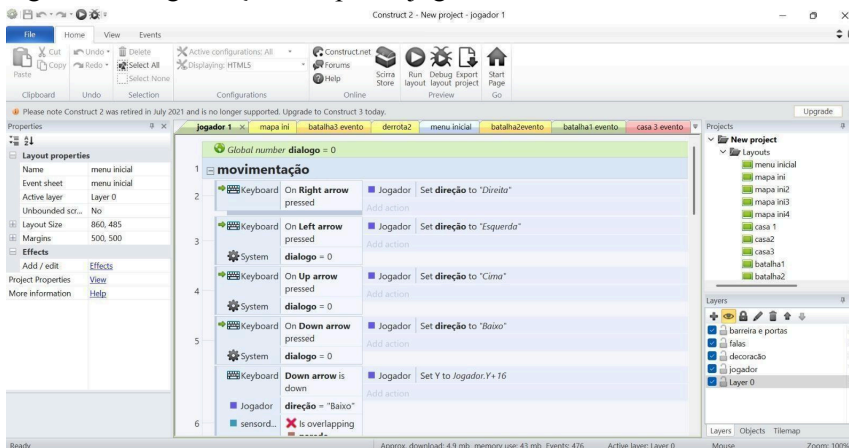 Construct 2 - New project - jogador 1
File Home View Events
Cut
Copy
Paste
Clipboard
Undo
Redo
Undo
Delete
Select All
Select None
Selection
Active configurations: All
Displaying: HTML5
Configurations
Construct.net
Forums
Help
Scirra Store
Online
Run layout
Debug layout
Export project
Preview
Start Page
Go
Please note Construct 2 was retired in July 2021 and is no longer supported. Upgrade to Construct 3 today.
Upgrade
Properties
Layout properties
Name menu inicial
Event sheet menu inicial
Active layer Layer 0
Unbounded scr... No
Layout Size 860, 485
Margins 500, 500
Effects
Add / edit Effects
Project Properties View
More information Help
jogador 1 × mapa ini batalha3 evento derrota2 menu inicial batalha2evento batalha1 evento casa 3 evento
Global number dialogo = 0
1 movimentação
2 Keyboard On Right arrow pressed
Jogador Set direção to "Direita"
Add action
3 Keyboard On Left arrow pressed
System dialogo = 0
Jogador Set direção to "Esquerda"
Add action
4 Keyboard On Up arrow pressed
System dialogo = 0
Jogador Set direção to "Cima"
Add action
5 Keyboard On Down arrow pressed
System dialogo = 0
Jogador Set direção to "Baixo"
Add action
6 Keyboard Down arrow is down
Jogador direção = "Baixo"
sensord... Is overlapping
Jogador Set Y to Jogador.Y+16
Add action
Projects
New project
Layouts
menu inicial
mapa ini
mapa ini2
mapa ini3
mapa ini4
casa 1
casa2
casa3
batalha1
batalha2
Layers
barreira e portas
falas
decoracão
jogador
Layer 0
Layers Objects Tilemap
Ready
Approx. download: 4.9 mb memory use: 43 mb Events: 476 Active layer: Layer 0 Mouse Zoom: 100%